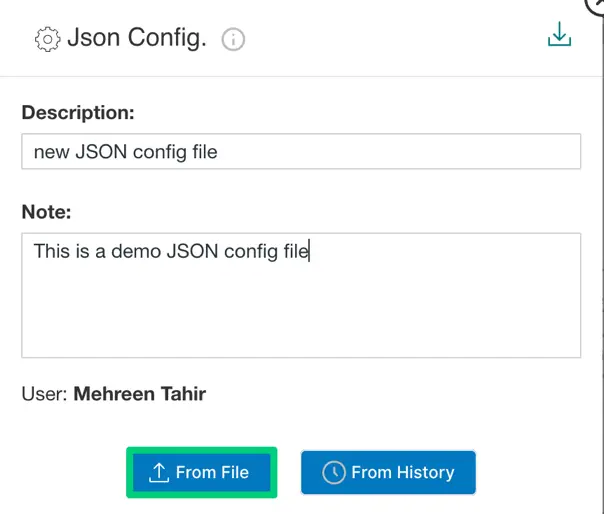 Json Config.
Description:
new JSON config file
Note:
This is a demo JSON config file
User: Mehreen Tahir
From File
From History